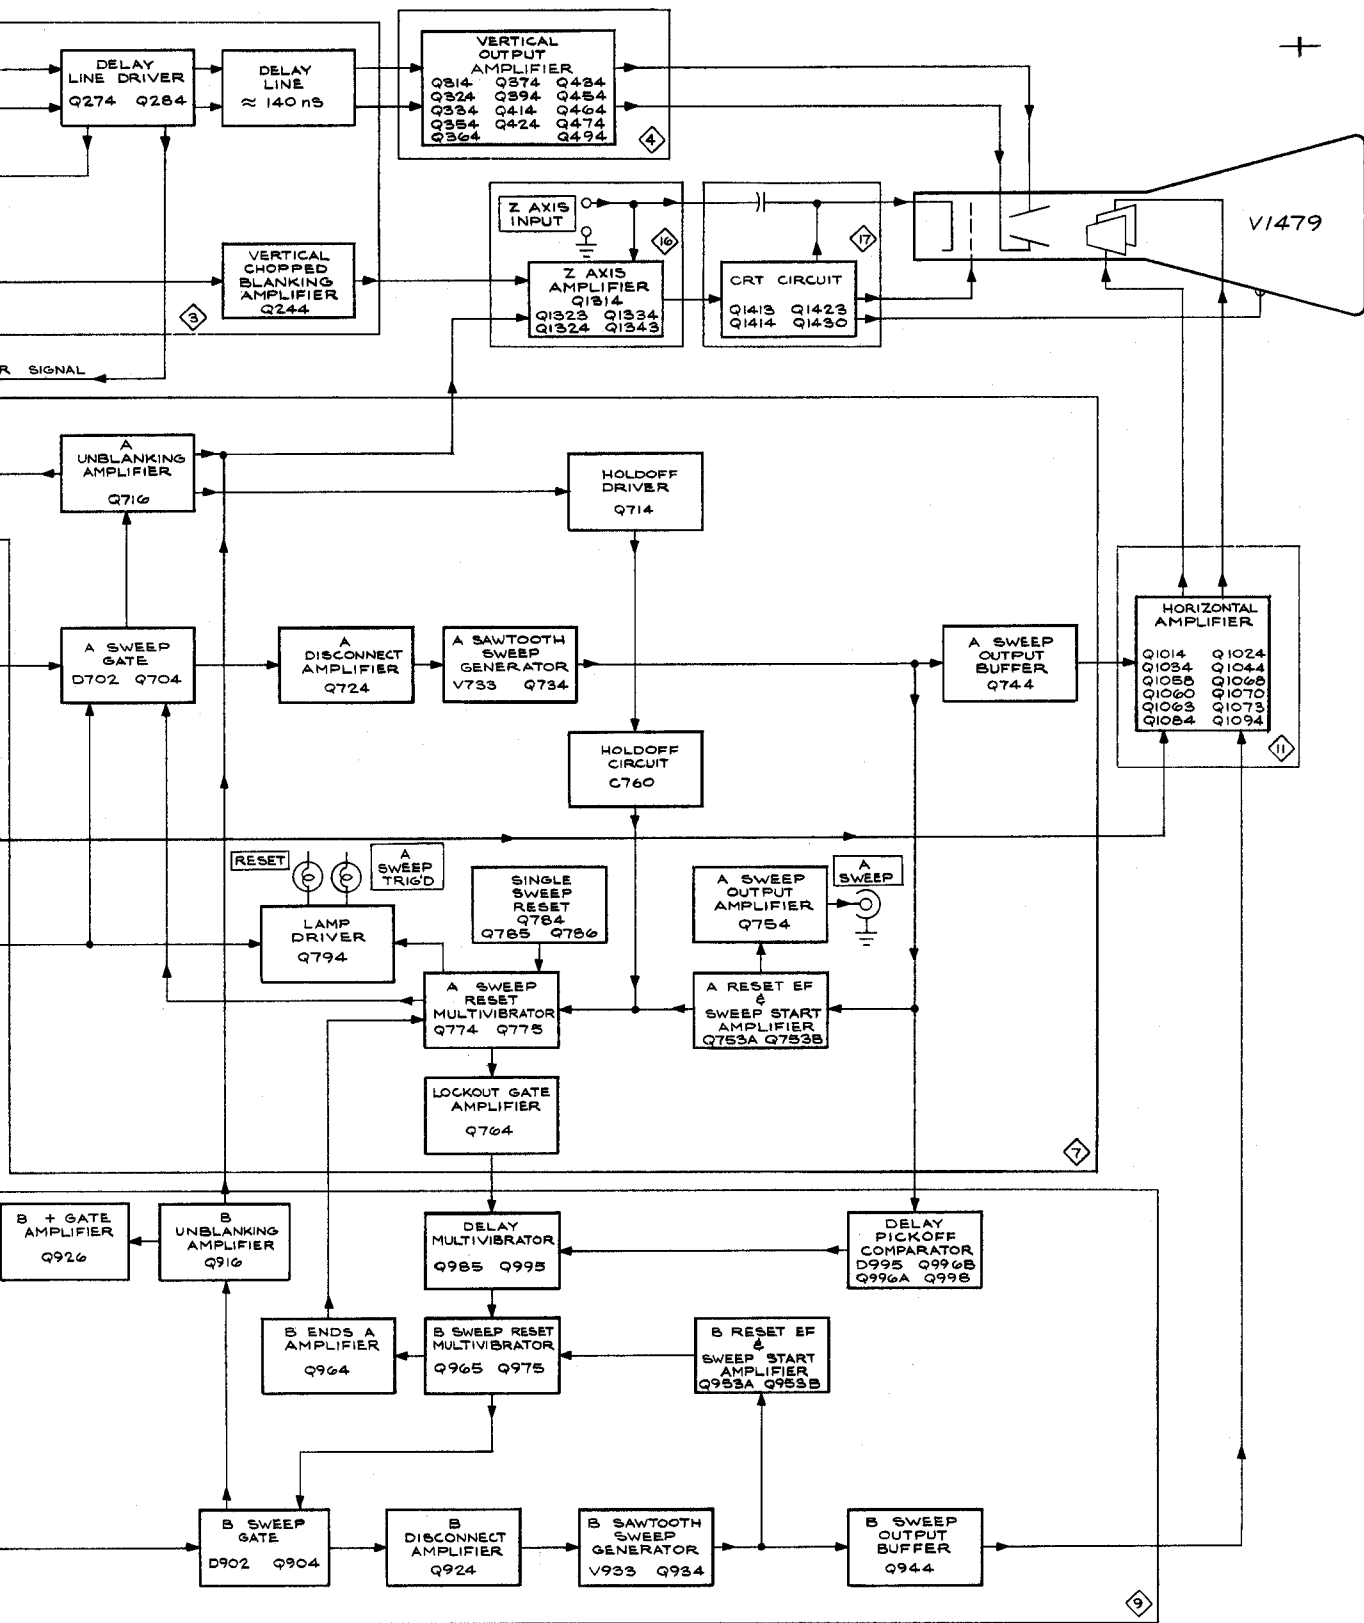 DELAY
LINE DRIVER
Q274 Q284
DELAY
LINE
≈ 140 nS
VERTICAL
OUTPUT
AMPLIFIER
Q314 Q374 Q434
Q324 Q394 Q454
Q334 Q414 Q464
Q354 Q424 Q474
Q364 Q494
4
Z AXIS
INPUT
16
17
V1479
VERTICAL
CHOPPED
BLANKING
AMPLIFIER
Q244
3
Z AXIS
AMPLIFIER
Q1314
Q1323 Q1334
Q1324 Q1343
CRT CIRCUIT
Q1413 Q1423
Q1414 Q1430
R SIGNAL
A
UNBLANKING
AMPLIFIER
Q716
HOLDOFF
DRIVER
Q714
A SWEEP
GATE
D702 Q704
A
DISCONNECT
AMPLIFIER
Q724
A SAWTOOTH
SWEEP
GENERATOR
V733 Q734
A SWEEP
OUTPUT
BUFFER
Q744
HORIZONTAL
AMPLIFIER
Q1014 Q1024
Q1034 Q1044
Q1058 Q1068
Q1060 Q1070
Q1063 Q1073
Q1084 Q1094
11
HOLDOFF
CIRCUIT
C760
RESET
A
SWEEP
TRIG'D
LAMP
DRIVER
Q794
SINGLE
SWEEP
RESET
Q784
Q785 Q786
A SWEEP
OUTPUT
AMPLIFIER
Q754
A
SWEEP
A SWEEP
RESET
MULTIVIBRATOR
Q774 Q775
A RESET EF
&
SWEEP START
AMPLIFIER
Q753A Q753B
LOCKOUT GATE
AMPLIFIER
Q764
7
B + GATE
AMPLIFIER
Q926
B
UNBLANKING
AMPLIFIER
Q916
DELAY
MULTIVIBRATOR
Q985 Q995
DELAY
PICKOFF
COMPARATOR
D995 Q996B
Q996A Q998
B ENDS A
AMPLIFIER
Q964
B SWEEP RESET
MULTIVIBRATOR
Q965 Q975
B RESET EF
&
SWEEP START
AMPLIFIER
Q953A Q953B
B SWEEP
GATE
D902 Q904
B
DISCONNECT
AMPLIFIER
Q924
B SAWTOOTH
SWEEP
GENERATOR
V933 Q934
B SWEEP
OUTPUT
BUFFER
Q944
9